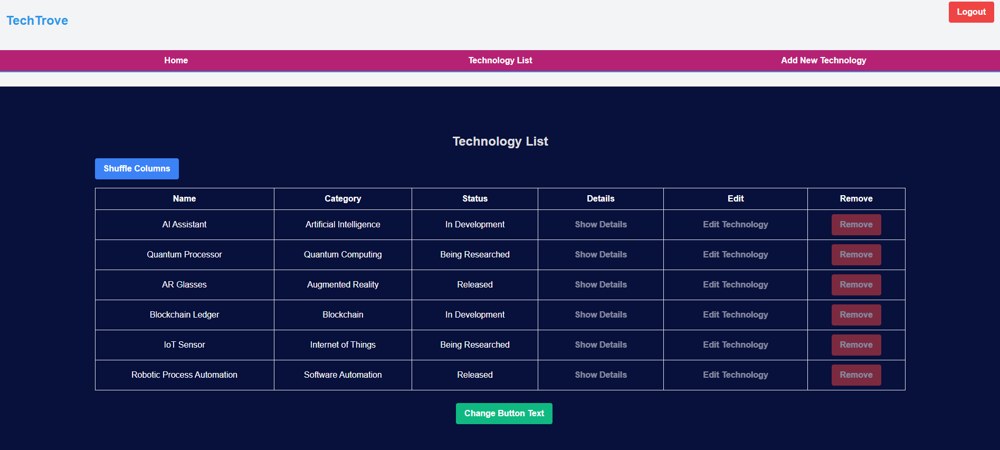 TechTrove
Logout
Home Technology List Add New Technology
Technology List
Shuffle Columns
Name Category Status Details Edit Remove
AI Assistant Artificial Intelligence In Development Show Details Edit Technology Remove
Quantum Processor Quantum Computing Being Researched Show Details Edit Technology Remove
AR Glasses Augmented Reality Released Show Details Edit Technology Remove
Blockchain Ledger Blockchain In Development Show Details Edit Technology Remove
IoT Sensor Internet of Things Being Researched Show Details Edit Technology Remove
Robotic Process Automation Software Automation Released Show Details Edit Technology Remove
Change Button Text